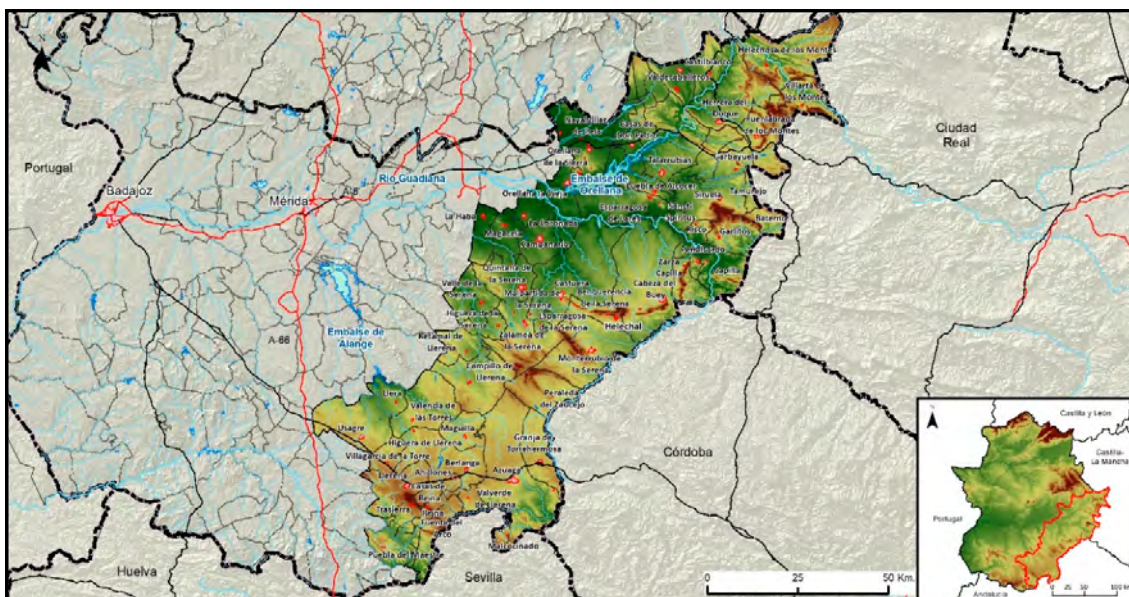 N
Helechosa de los Montes
Castilblanco
Valdecaballeros
Villarta de
los Montes
Herrera del
Duque
Fuenlabrada
de los Montes
Navalvillar
de Pela
Casas de
Don Pedro
Ciudad
Real
Portugal
Orellana
de la Sierra
Talarrubias
Garbayuela
Badajoz
Río Guadiana
Embalse de
Orellana
Puebla de Alcocer
Tamurejo
Mérida
Orellana la Vieja
Siruela
Esparragosa
de Lares
Sancti
Spíritus
Baterno
La Haba
La Coronada
Risco
Garlitos
Magacela
Campanario
Peñalsordo
Zarza
Capilla
Capilla
Quintana de
la Serena
Castuera
Cabeza del
Buey
Valle de la
Serena
Malpartida de
la Serena
Benquerencia
de la Serena
Higuera de la
Serena
Esparragosa
de la Serena
Helechal
Embalse de
Alange
Retamal de
Llerena
Zalamea de
la Serena
A-66
Monterrubio de
la Serena
Campillo de
Llerena
Peraleda
del Zaucejo
Llera
Valencia de
las Torres
Usagre
Maguilla
Higuera de Llerena
Granja de
Torrehermosa
Córdoba
Villagarcía de la Torre
Berlanga
Ahillones
Azuaga
Llerena
Casas de
Reina
Valverde
de Llerena
Trasierra
Reina
Fuente del
Arco
Malcocinado
Puebla del Maestre
Huelva
Sevilla
0 25 50 Km.
N
Castilla y León
Castilla-
La Mancha
Portugal
Andalucía
0 25 50